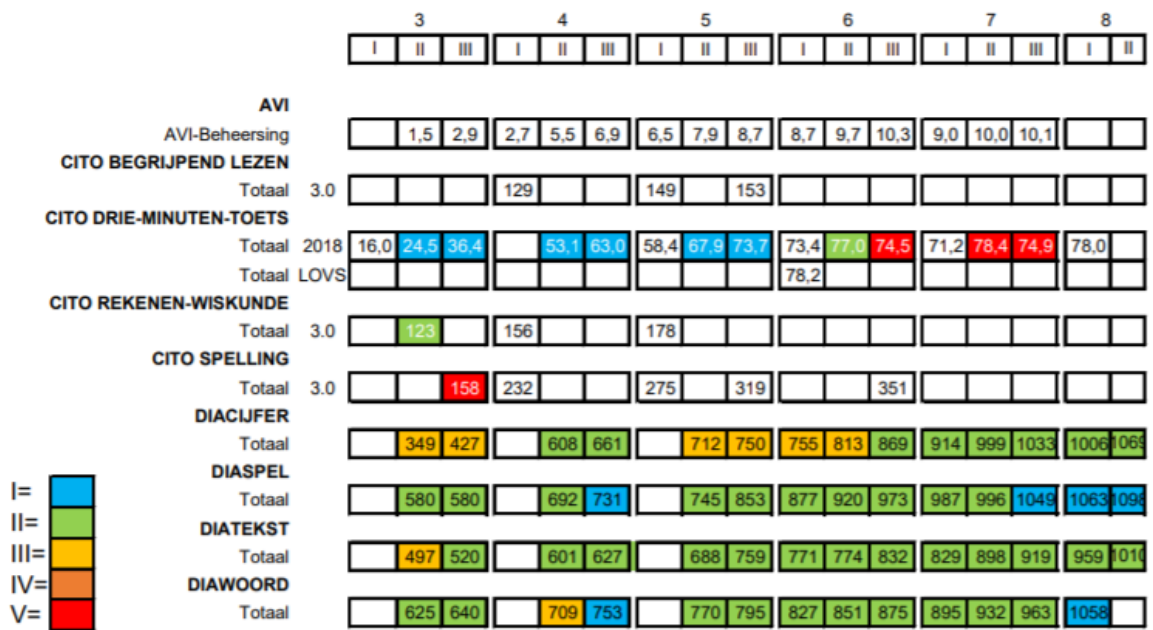 3 4 5 6 7 8
I II III I II III I II III I II III I II III I II
AVI
AVI-Beheersing 1,5 2,9 2,7 5,5 6,9 6,5 7,9 8,7 8,7 9,7 10,3 9,0 10,0 10,1
CITO BEGRIJPEND LEZEN
Totaal 3.0 129 149 153
CITO DRIE-MINUTEN-TOETS
Totaal 2018 16,0 24,5 36,4 53,1 63,0 58,4 67,9 73,7 73,4 77,0 74,5 71,2 78,4 74,9 78,0
Totaal LOVS 78,2
CITO REKENEN-WISKUNDE
Totaal 3.0 123 156 178
CITO SPELLING
Totaal 3.0 158 232 275 319 351
DIACIJFER
Totaal 349 427 608 661 712 750 755 813 869 914 999 1033 1006 1069
DIASPEL
I= Totaal 580 580 692 731 745 853 877 920 973 987 996 1049 1063 1098
II= DIATEKST
III= Totaal 497 520 601 627 688 759 771 774 832 829 898 919 959 1010
IV= DIAWOORD
V= Totaal 625 640 709 753 770 795 827 851 875 895 932 963 1058